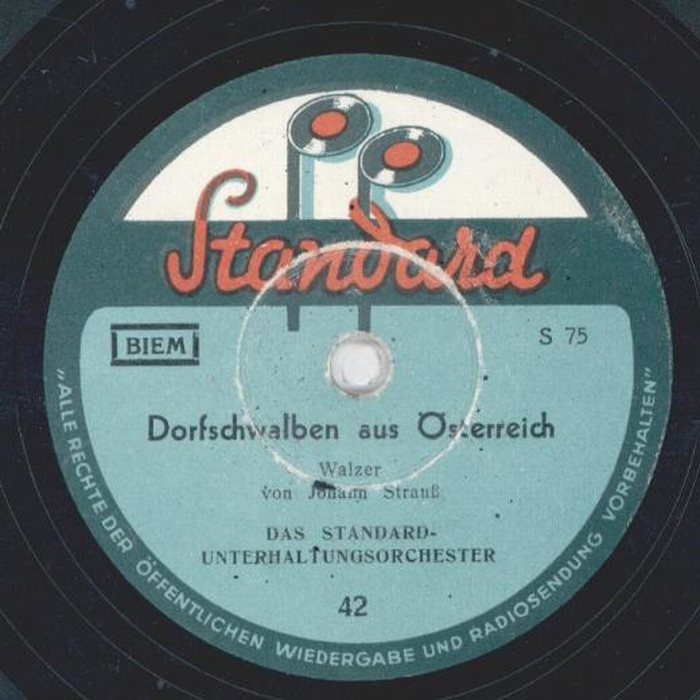 Standard
BIEM
S 75
Dorfschwalben aus Österreich
Walzer
von Johann Strauß
DAS STANDARD-
UNTERHALTUNGSORCHESTER
42
„ALLE RECHTE DER ÖFFENTLICHEN WIEDERGABE UND RADIOSENDUNG VORBEHALTEN"